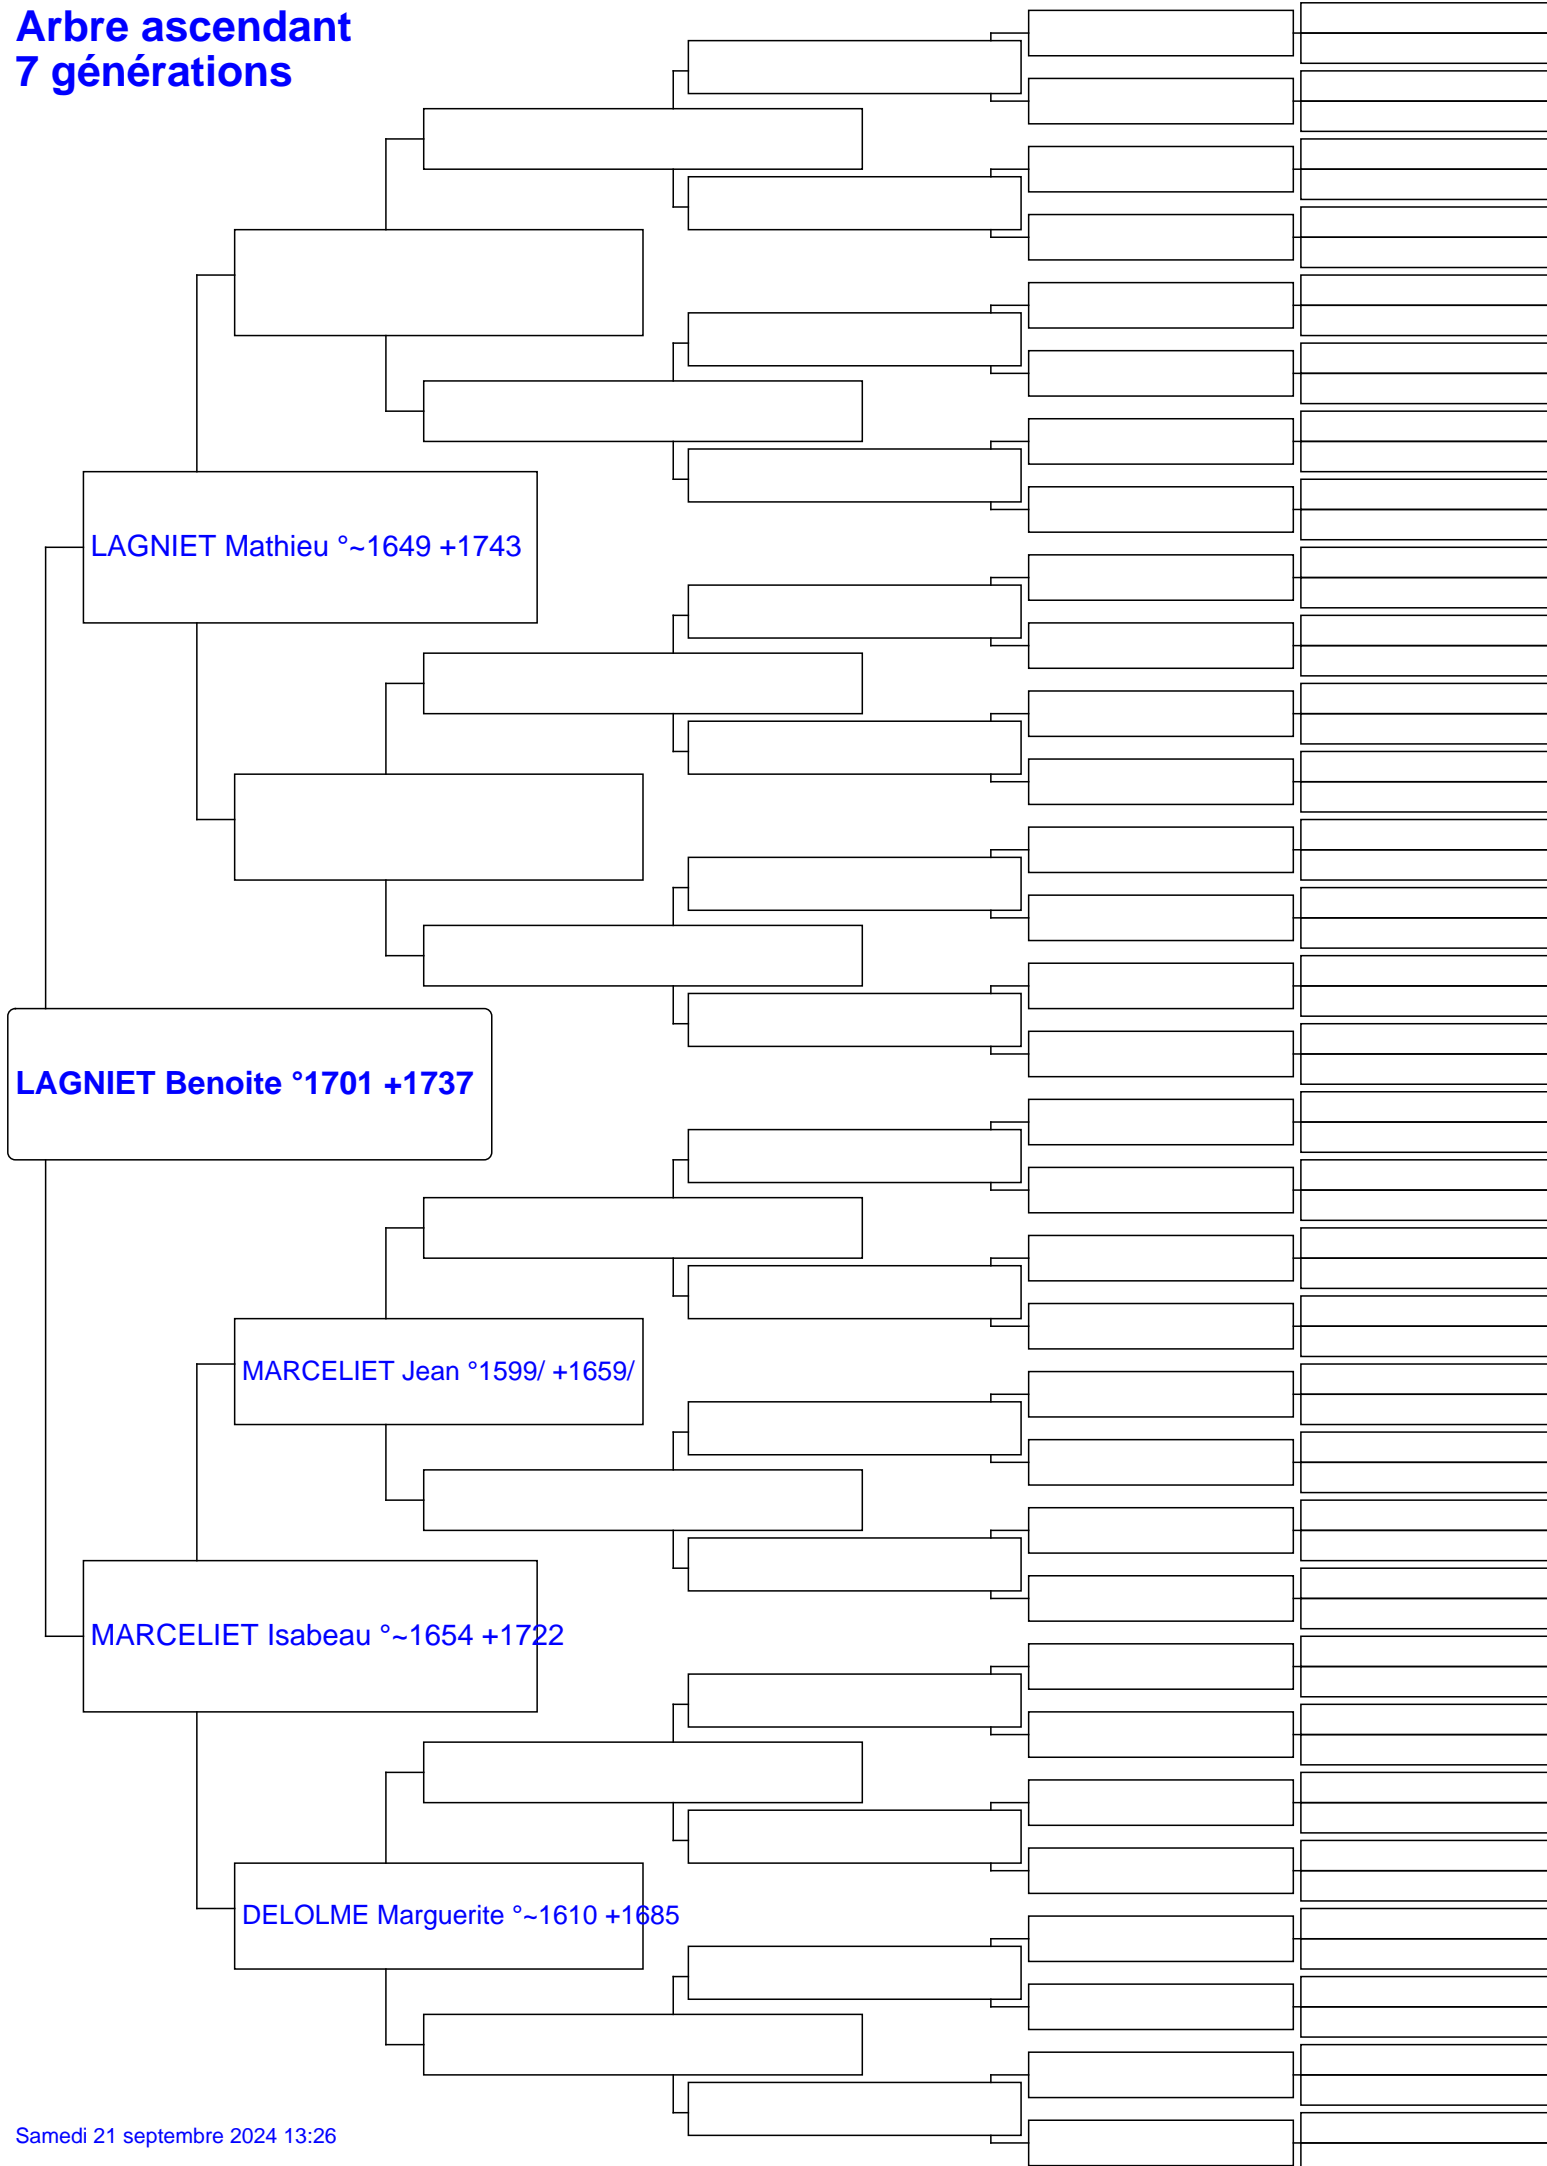 Arbre ascendant
7 générations
LAGNIET Mathieu °~1649 +1743
LAGNIET Benoite °1701 +1737
MARCELIET Jean °1599/ +1659/
MARCELIET Isabeau °~1654 +1722
DELOLME Marguerite °~1610 +1685
Samedi 21 septembre 2024 13:26